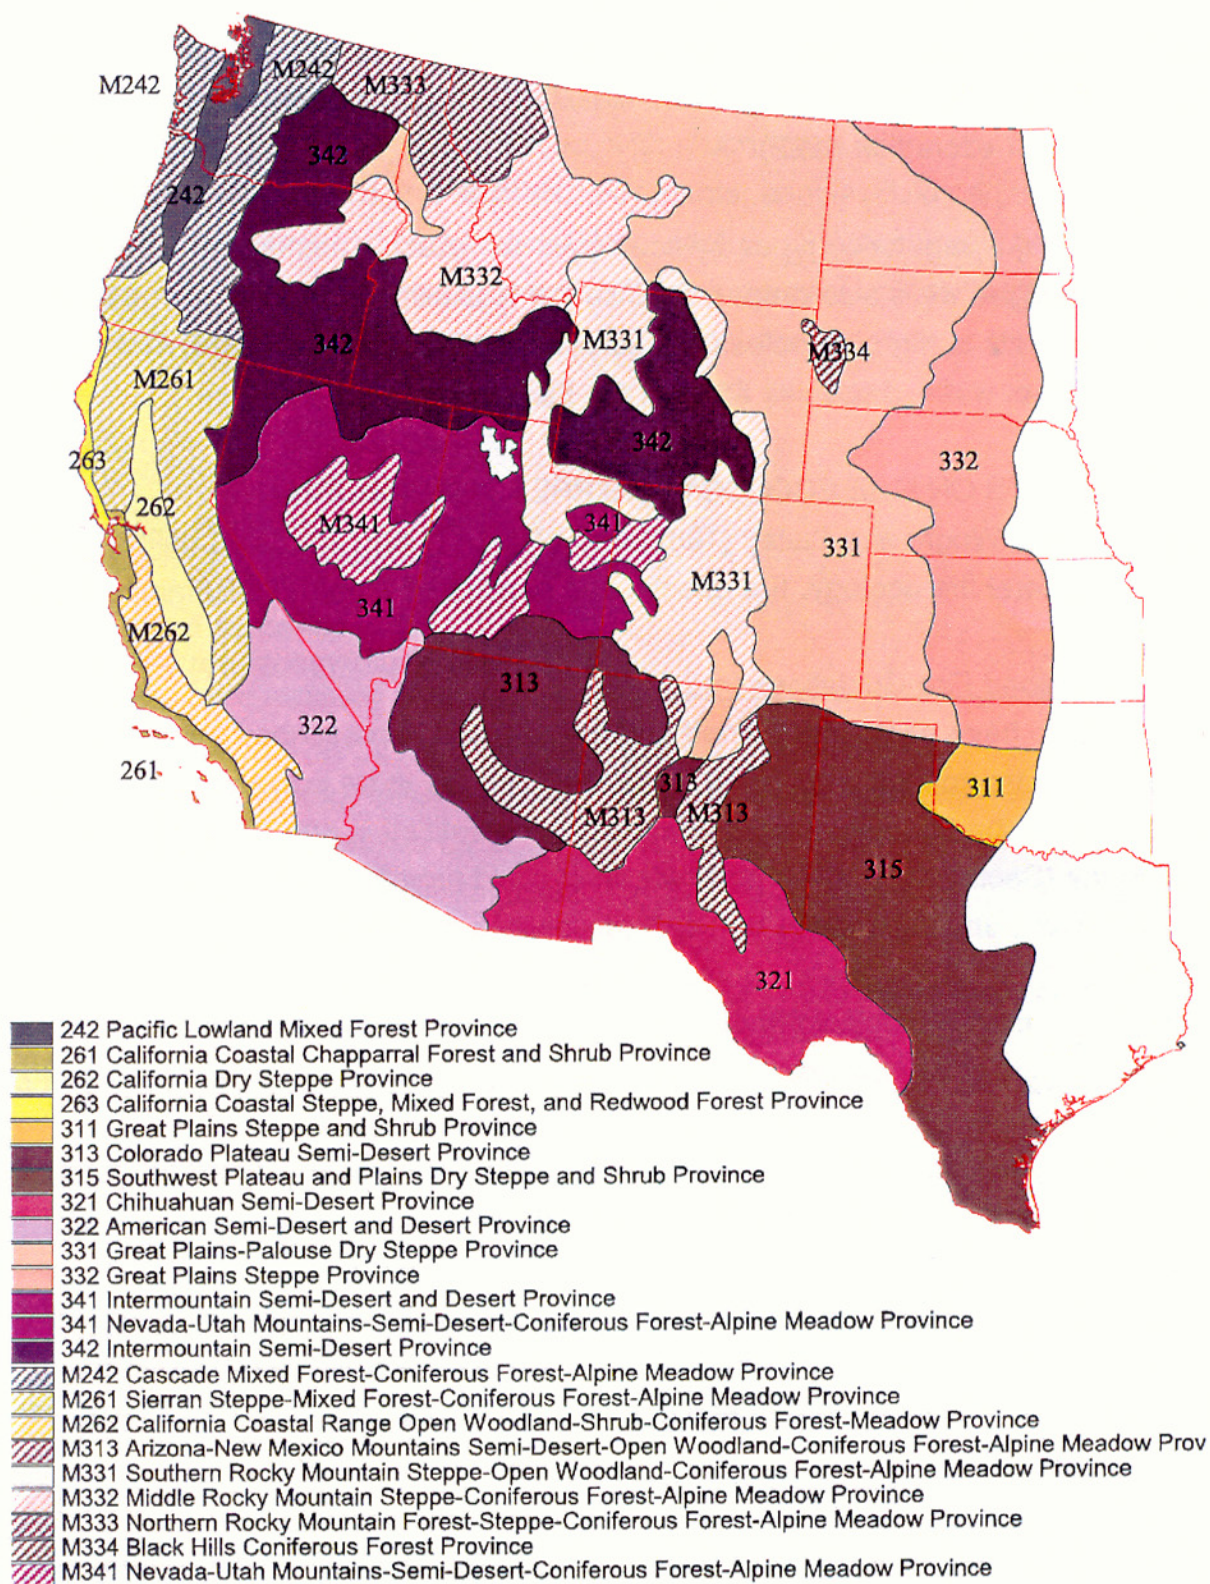 M242
M242
M333
342
242
M332
342
M331
M334
M261
263
262
342
332
M341
341
331
M331
341
M262
313
322
261
313
M313
M313
311
315
321
242 Pacific Lowland Mixed Forest Province
261 California Coastal Chapparral Forest and Shrub Province
262 California Dry Steppe Province
263 California Coastal Steppe, Mixed Forest, and Redwood Forest Province
311 Great Plains Steppe and Shrub Province
313 Colorado Plateau Semi-Desert Province
315 Southwest Plateau and Plains Dry Steppe and Shrub Province
321 Chihuahuan Semi-Desert Province
322 American Semi-Desert and Desert Province
331 Great Plains-Palouse Dry Steppe Province
332 Great Plains Steppe Province
341 Intermountain Semi-Desert and Desert Province
341 Nevada-Utah Mountains-Semi-Desert-Coniferous Forest-Alpine Meadow Province
342 Intermountain Semi-Desert Province
M242 Cascade Mixed Forest-Coniferous Forest-Alpine Meadow Province
M261 Sierran Steppe-Mixed Forest-Coniferous Forest-Alpine Meadow Province
M262 California Coastal Range Open Woodland-Shrub-Coniferous Forest-Meadow Province
M313 Arizona-New Mexico Mountains Semi-Desert-Open Woodland-Coniferous Forest-Alpine Meadow Prov
M331 Southern Rocky Mountain Steppe-Open Woodland-Coniferous Forest-Alpine Meadow Province
M332 Middle Rocky Mountain Steppe-Coniferous Forest-Alpine Meadow Province
M333 Northern Rocky Mountain Forest-Steppe-Coniferous Forest-Alpine Meadow Province
M334 Black Hills Coniferous Forest Province
M341 Nevada-Utah Mountains-Semi-Desert-Coniferous Forest-Alpine Meadow Province